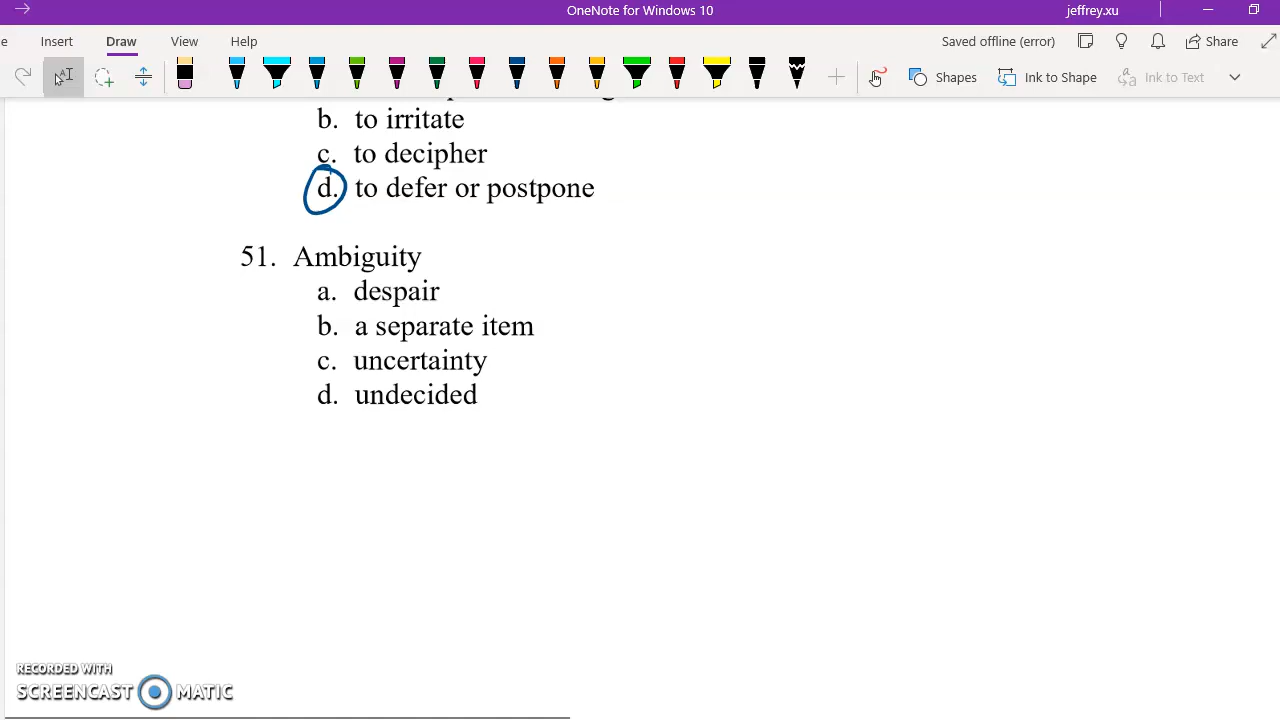 OneNote for Windows 10
jeffrey.xu
Insert Draw View Help
Saved offline (error)
Share
Shapes
Ink to Shape
Ink to Text
b. to irritate
c. to decipher
d. to defer or postpone
51. Ambiguity
a. despair
b. a separate item
c. uncertainty
d. undecided
RECORDED WITH
SCREENCAST MATIC